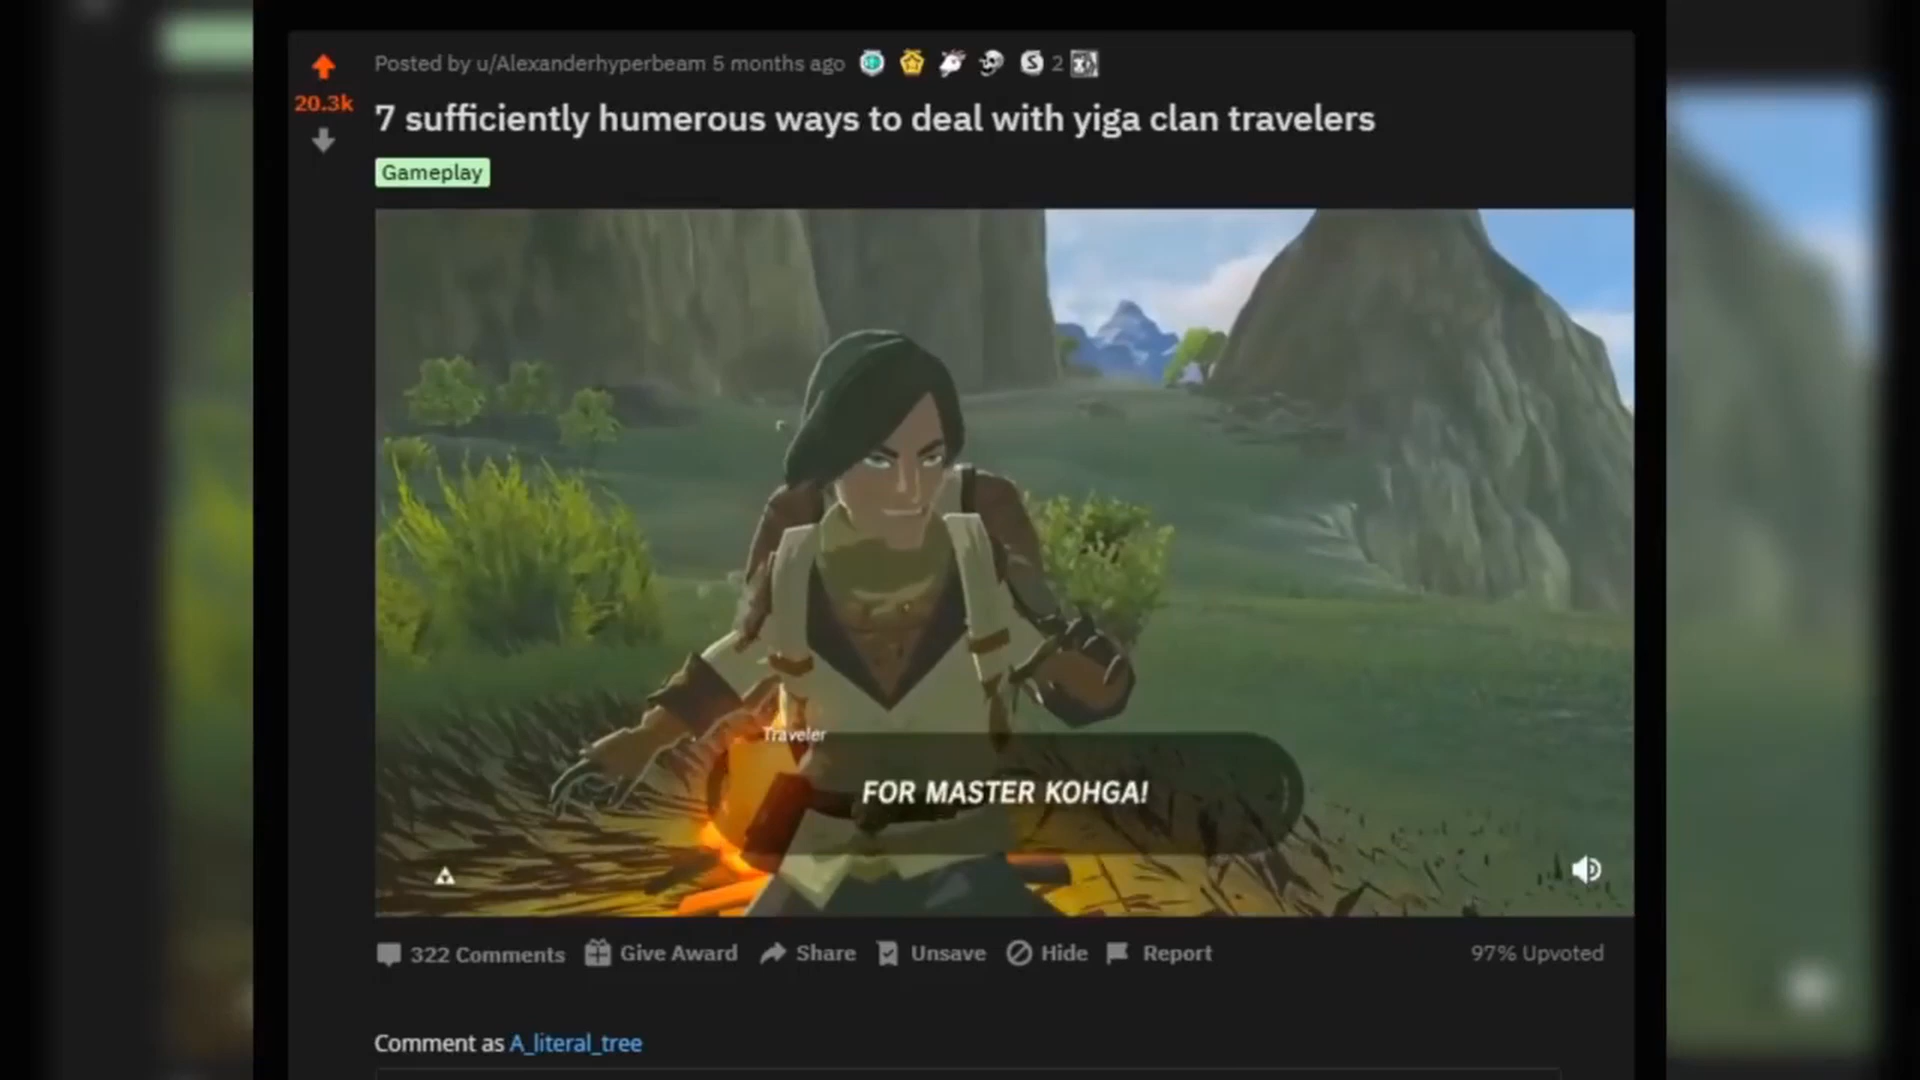 Posted by u/Alexanderhyperbeam 5 months ago
2
20.3k
7 sufficiently humerous ways to deal with yiga clan travelers
Gameplay
Traveler
FOR MASTER KOHGA!
322 Comments Give Award Share Unsave Hide Report 97% Upvoted
Comment as A_literal_tree